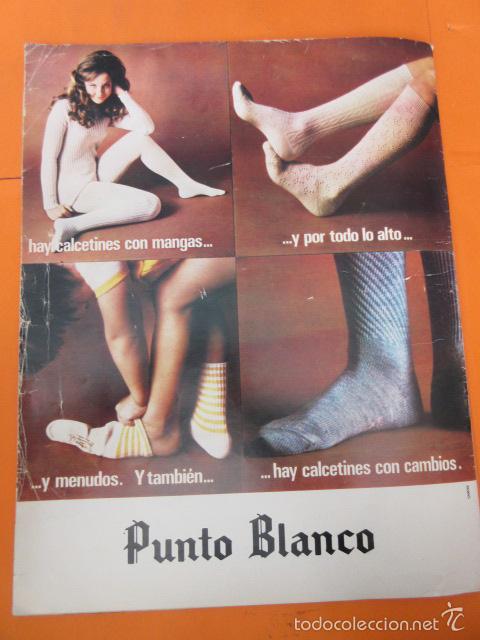 hay calcetines con mangas...
...y por todo lo alto...
...y menudos. Y también...
...hay calcetines con cambios.
Punto Blanco
todocoleccion.net